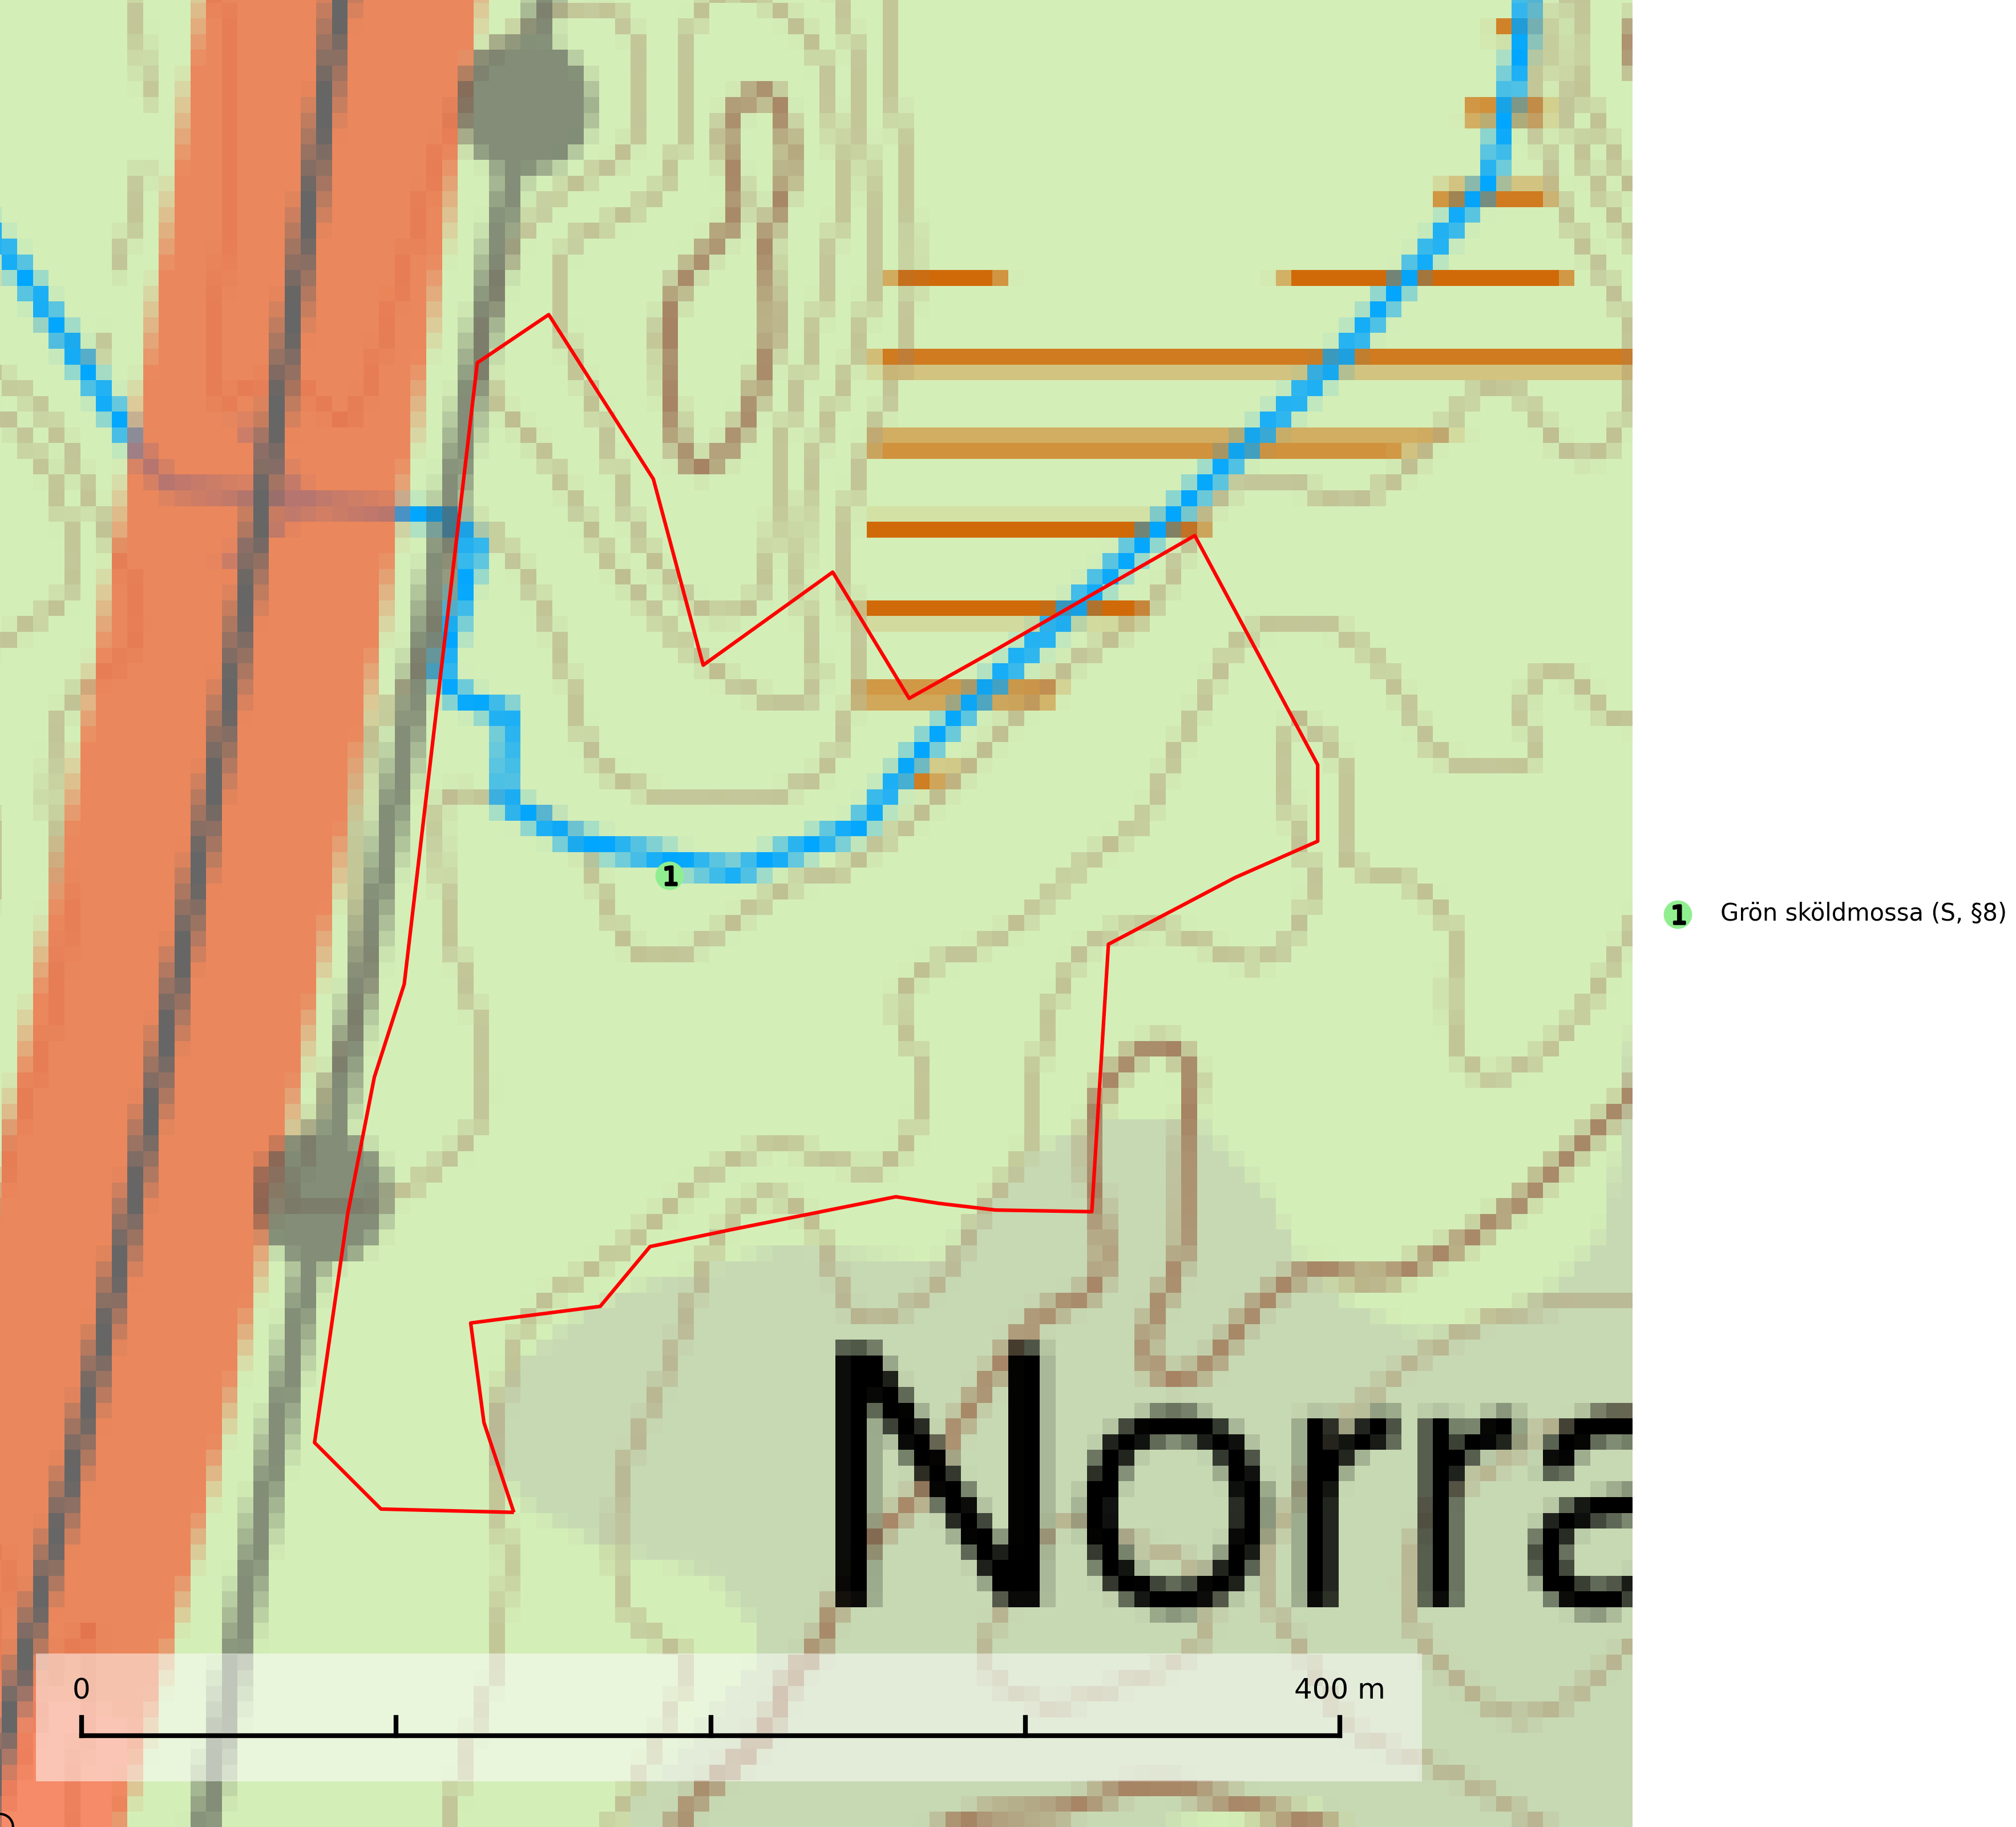 1
1 Grön sköldmossa (S, §8)
Norra
0 400 m